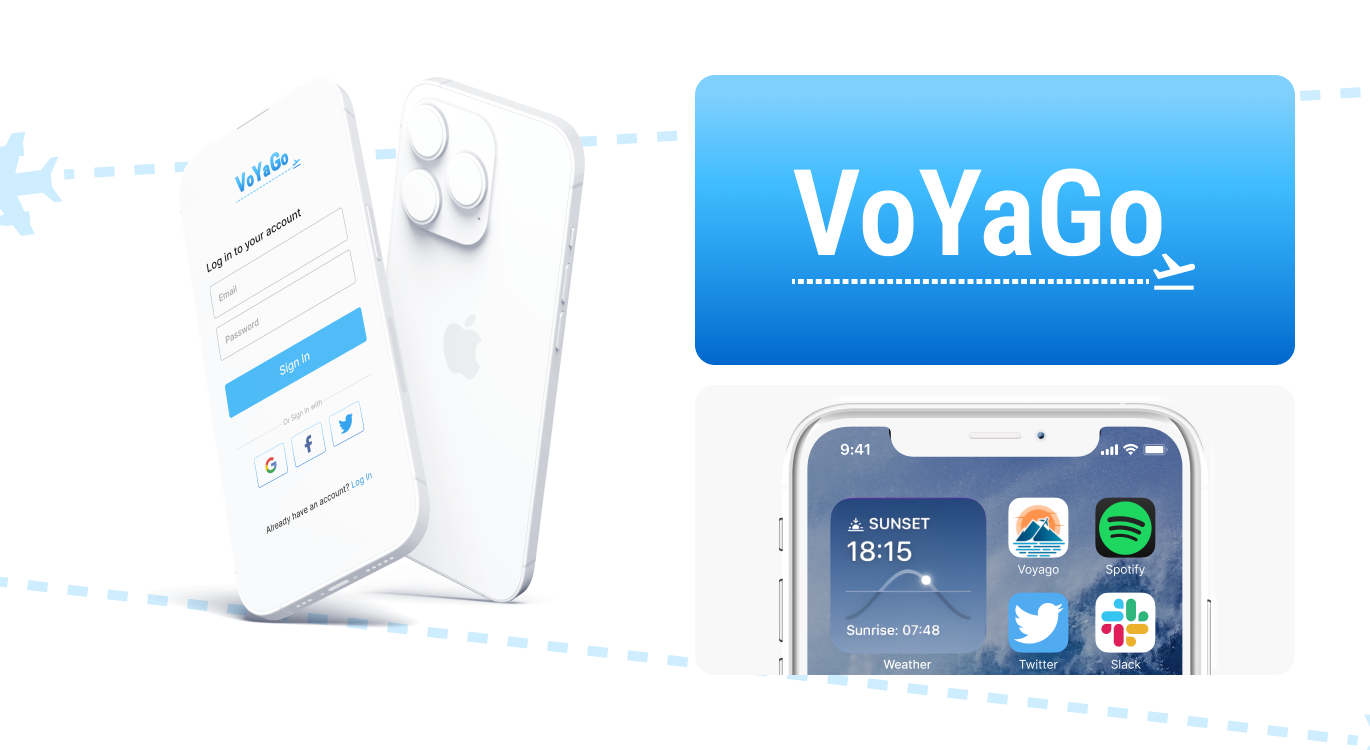 VoYaGo
Log in to your account
Email
Password
Sign In
Or Sign in with
G
f
Already have an account? Log In
VoYaGo
9:41
SUNSET
18:15
Sunrise: 07:48
Weather
Voyago
Spotify
Twitter
Slack